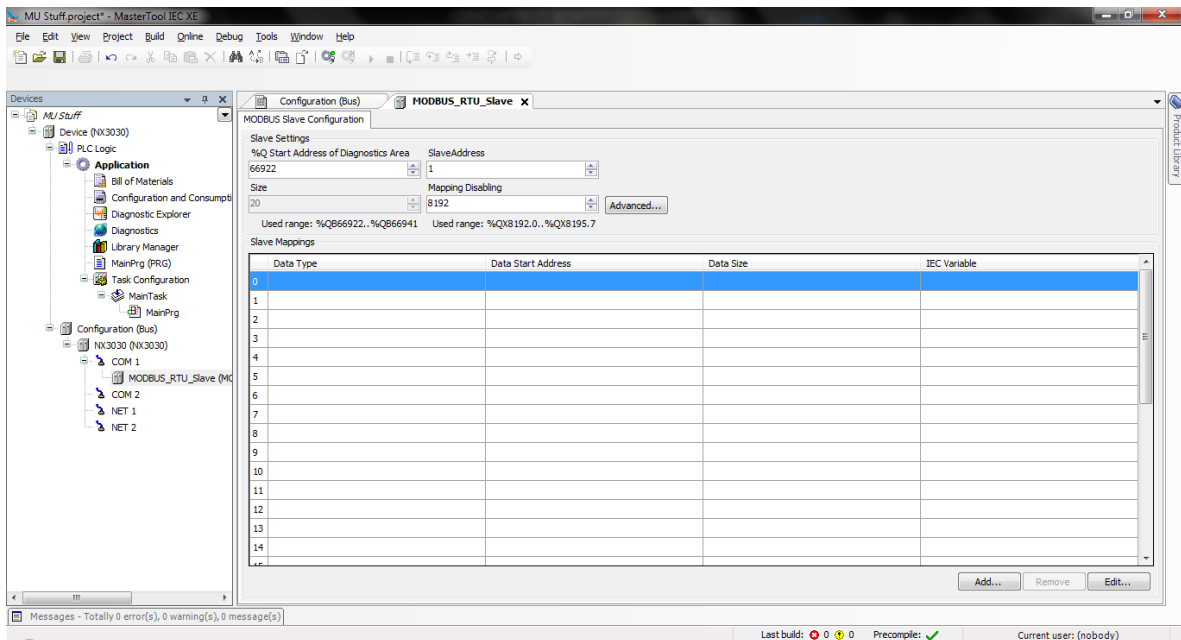 MU Stuff.project* - MasterTool IEC XE
File Edit View Project Build Online Debug Tools Window Help
Devices
MU Stuff
Device (NX3030)
PLC Logic
Application
Bill of Materials
Configuration and Consumpti
Diagnostic Explorer
Diagnostics
Library Manager
MainPrg (PRG)
Task Configuration
MainTask
MainPrg
Configuration (Bus)
NX3030 (NX3030)
COM 1
MODBUS_RTU_Slave (MO
COM 2
NET 1
NET 2
Configuration (Bus) MODBUS_RTU_Slave
MODBUS Slave Configuration
Slave Settings
%Q Start Address of Diagnostics Area SlaveAddress
66922 1
Size Mapping Disabling
20 8192 Advanced...
Used range: %QB66922..%QB66941 Used range: %QX8192.0..%QX8195.7
Slave Mappings
Data Type Data Start Address Data Size IEC Variable
0
1
2
3
4
5
6
7
8
9
10
11
12
13
14
15
Add... Remove Edit...
Product Library
Messages - Totally 0 error(s), 0 warning(s), 0 message(s)
Last build: 0 0 Precompile: Current user: (nobody)